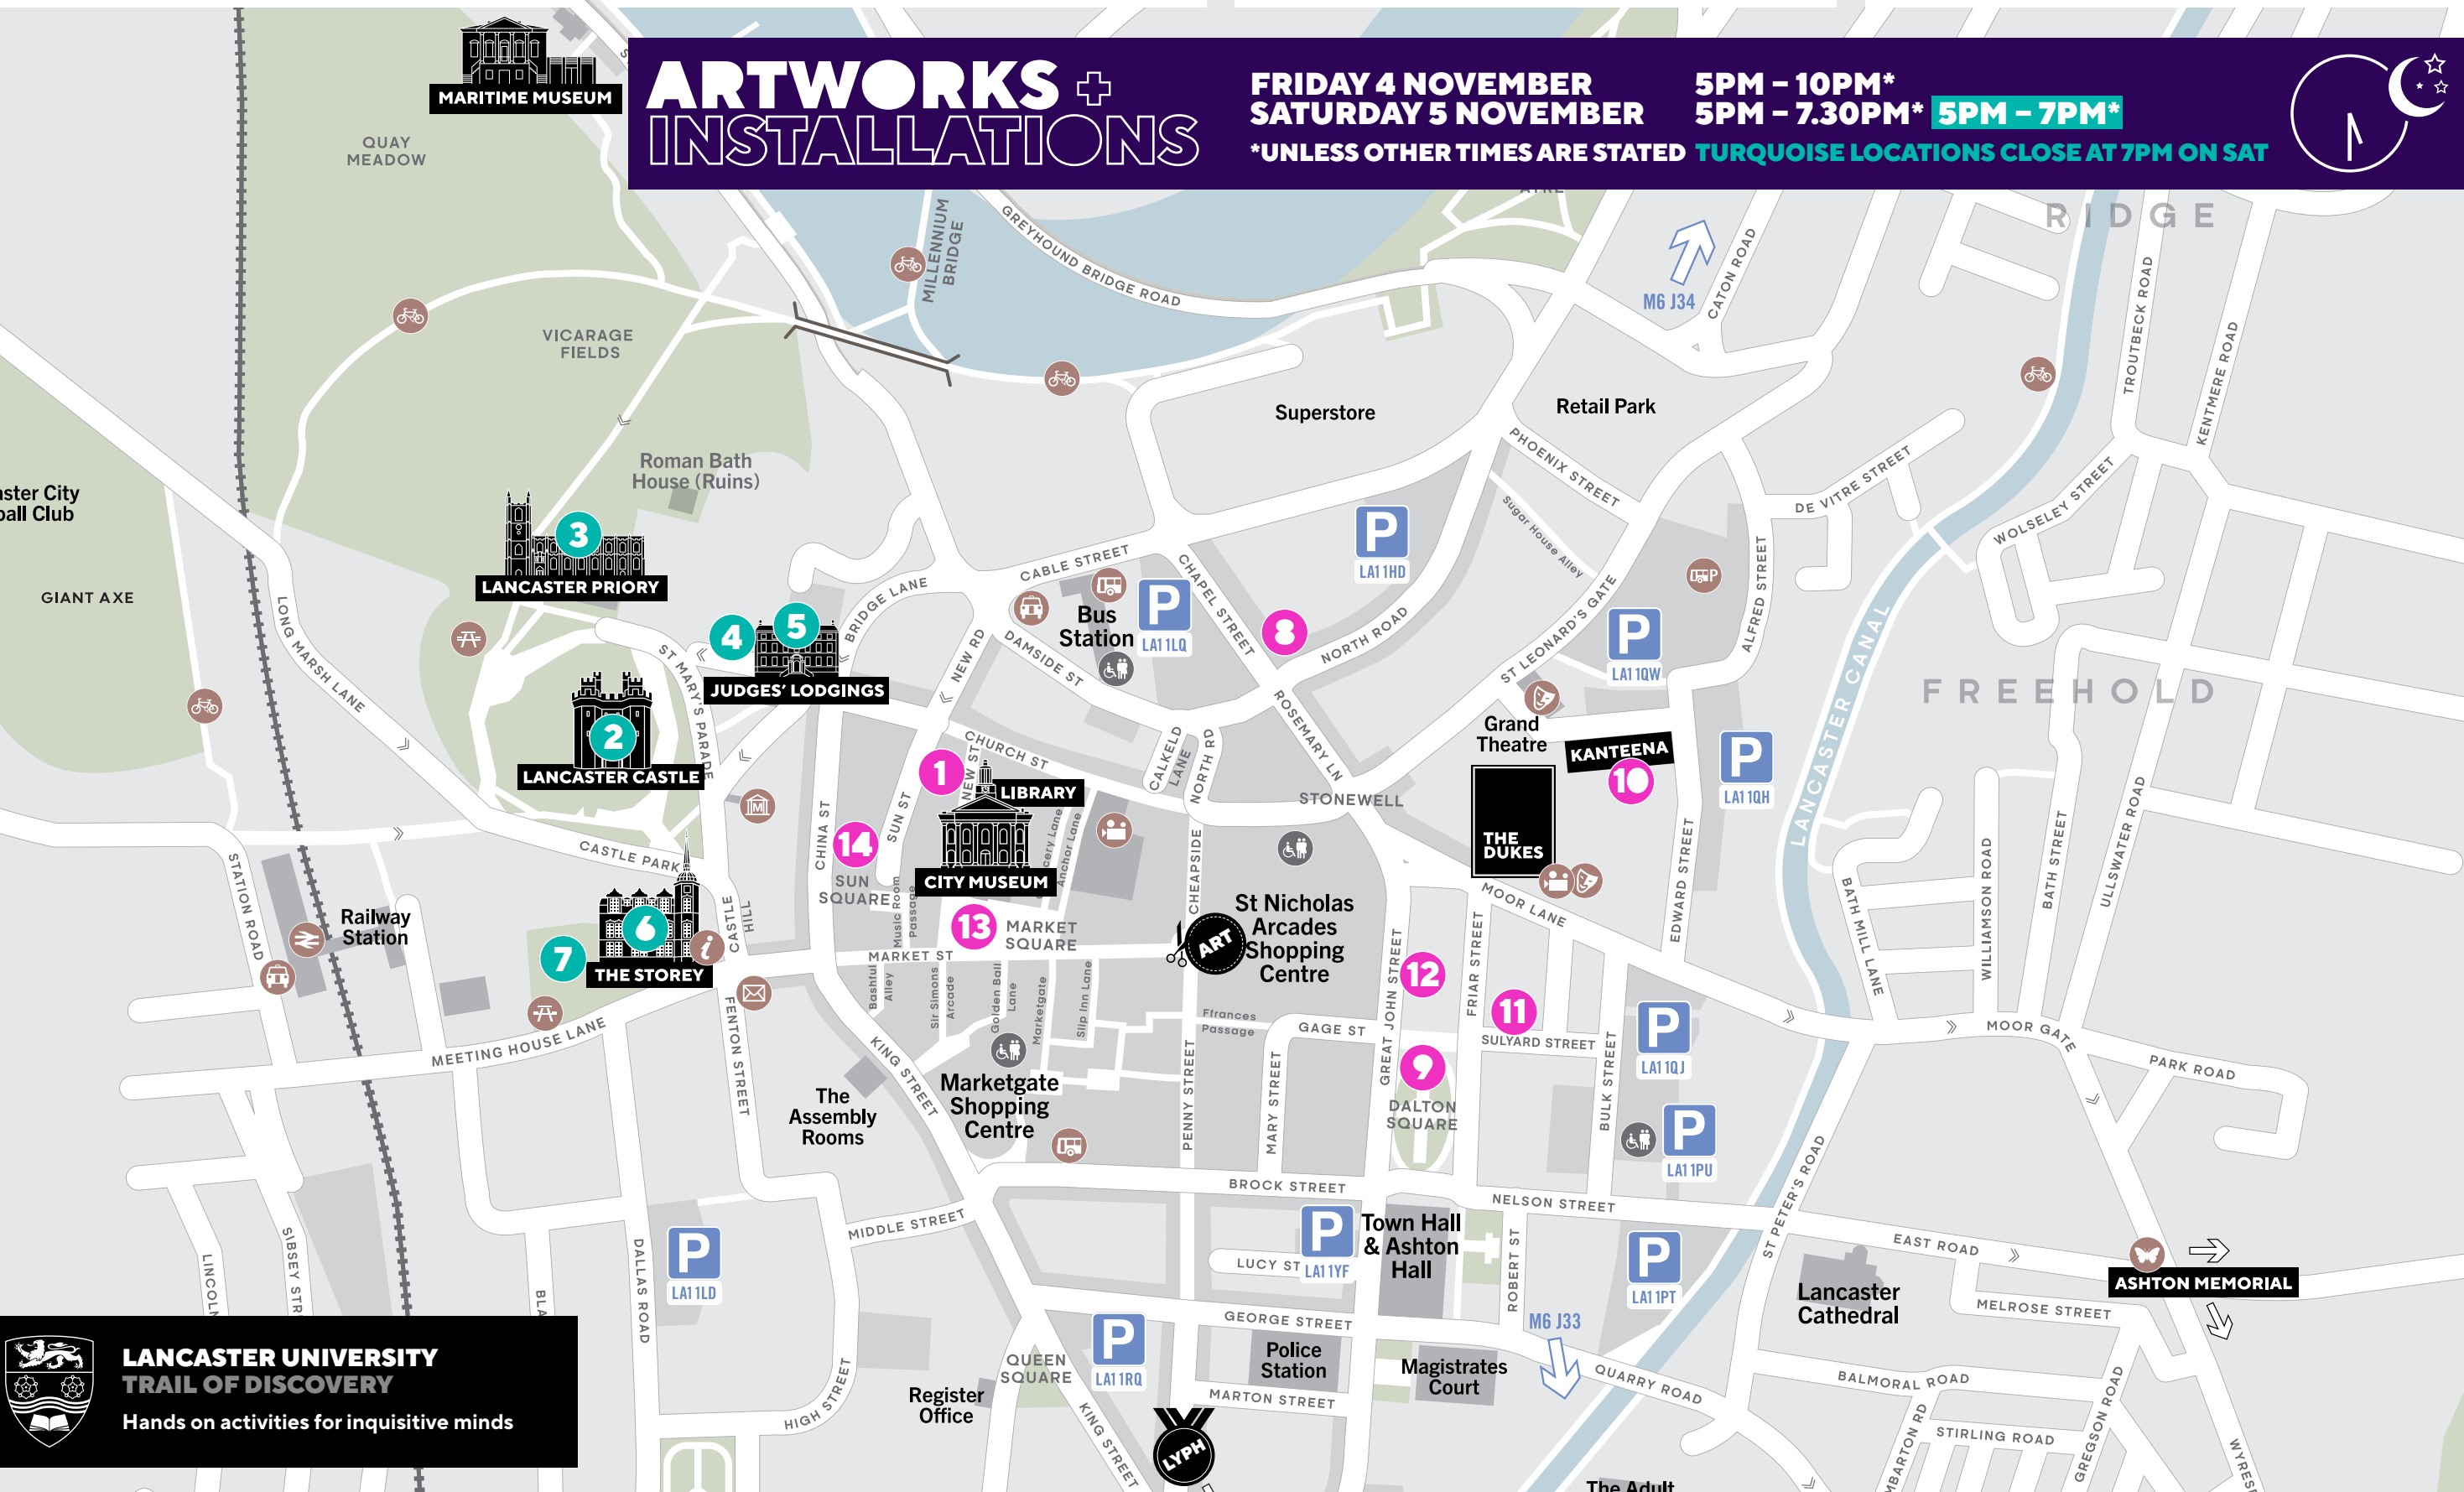 MARITIME MUSEUM
ARTWORKS +
INSTALLATIONS
FRIDAY 4 NOVEMBER 5PM – 10PM*
SATURDAY 5 NOVEMBER 5PM – 7.30PM* 5PM – 7PM*
*UNLESS OTHER TIMES ARE STATED TURQUOISE LOCATIONS CLOSE AT 7PM ON SAT
QUAY
MEADOW
MILLENNIUM
BRIDGE
GREYHOUND BRIDGE ROAD
M6 J34
CATON ROAD
RIDGE
TROUTBECK ROAD
KENTMERE ROAD
VICARAGE
FIELDS
Superstore
Retail Park
Roman Bath
House (Ruins)
PHOENIX STREET
Sugar House Alley
DE VITRE STREET
WOLSELEY STREET
aster City
ball Club
GIANT AXE
3
LANCASTER PRIORY
P
LA1 1HD
CABLE STREET
CHAPEL STREET
ST LEONARD'S GATE
P
ALFRED STREET
LONG MARSH LANE
4
5
JUDGES' LODGINGS
BRIDGE LANE
NEW RD
DAMSIDE ST
Bus
Station
P
LA1 1LQ
8
NORTH ROAD
P
LA1 1QW
LANCASTER CANAL
FREEHOLD
ST MARY'S PARADE
2
LANCASTER CASTLE
ROSEMARY LN
Grand
Theatre
KANTEENA
10
P
LA1 1QH
CHURCH ST
NEW ST
1
LIBRARY
CALKELD
LANE
NORTH RD
STONEWELL
THE
DUKES
EDWARD STREET
M
CHINA ST
SUN ST
14
SUN
SQUARE
CITY MUSEUM
Anchor Lane
cery Lane
CHEAPSIDE
MOOR LANE
BATH MILL LANE
WILLIAMSON ROAD
BATH STREET
ULLSWATER ROAD
CASTLE PARK
STATION ROAD
Railway
Station
CASTLE
HILL
6
i
7
THE STOREY
Music Room
Passage
13
MARKET
SQUARE
MARKET ST
ART
St Nicholas
Arcades
Shopping
Centre
GREAT JOHN STREET
12
FRIAR STREET
11
Bashful
Alley
Sir Simons
Arcade
Golden Ball
Lane
Marketgate
Slip Inn Lane
Ffrances
Passage
GAGE ST
SULYARD STREET
P
LA1 1QJ
MOOR GATE
PARK ROAD
MEETING HOUSE LANE
FENTON STREET
KING STREET
The
Assembly
Rooms
Marketgate
Shopping
Centre
PENNY STREET
MARY STREET
9
DALTON
SQUARE
BULK STREET
P
LA1 1PU
ST PETER'S ROAD
BROCK STREET
NELSON STREET
MIDDLE STREET
P
LA1 1LD
DALLAS ROAD
SIBSEY STR
LINCOLN
BLA
P
LA1 1YF
LUCY ST
Town Hall
& Ashton
Hall
ROBERT ST
P
LA1 1PT
EAST ROAD
ASHTON MEMORIAL
Lancaster
Cathedral
MELROSE STREET
GEORGE STREET
M6 J33
QUARRY ROAD
P
LA1 1RQ
QUEEN
SQUARE
Police
Station
Magistrates
Court
BALMORAL ROAD
Register
Office
KING STREET
MARTON STREET
HIGH STREET
LYPH
STIRLING ROAD
MBARTON RD
GREGSON ROAD
WYRES
The Adult
LANCASTER UNIVERSITY
TRAIL OF DISCOVERY
Hands on activities for inquisitive minds